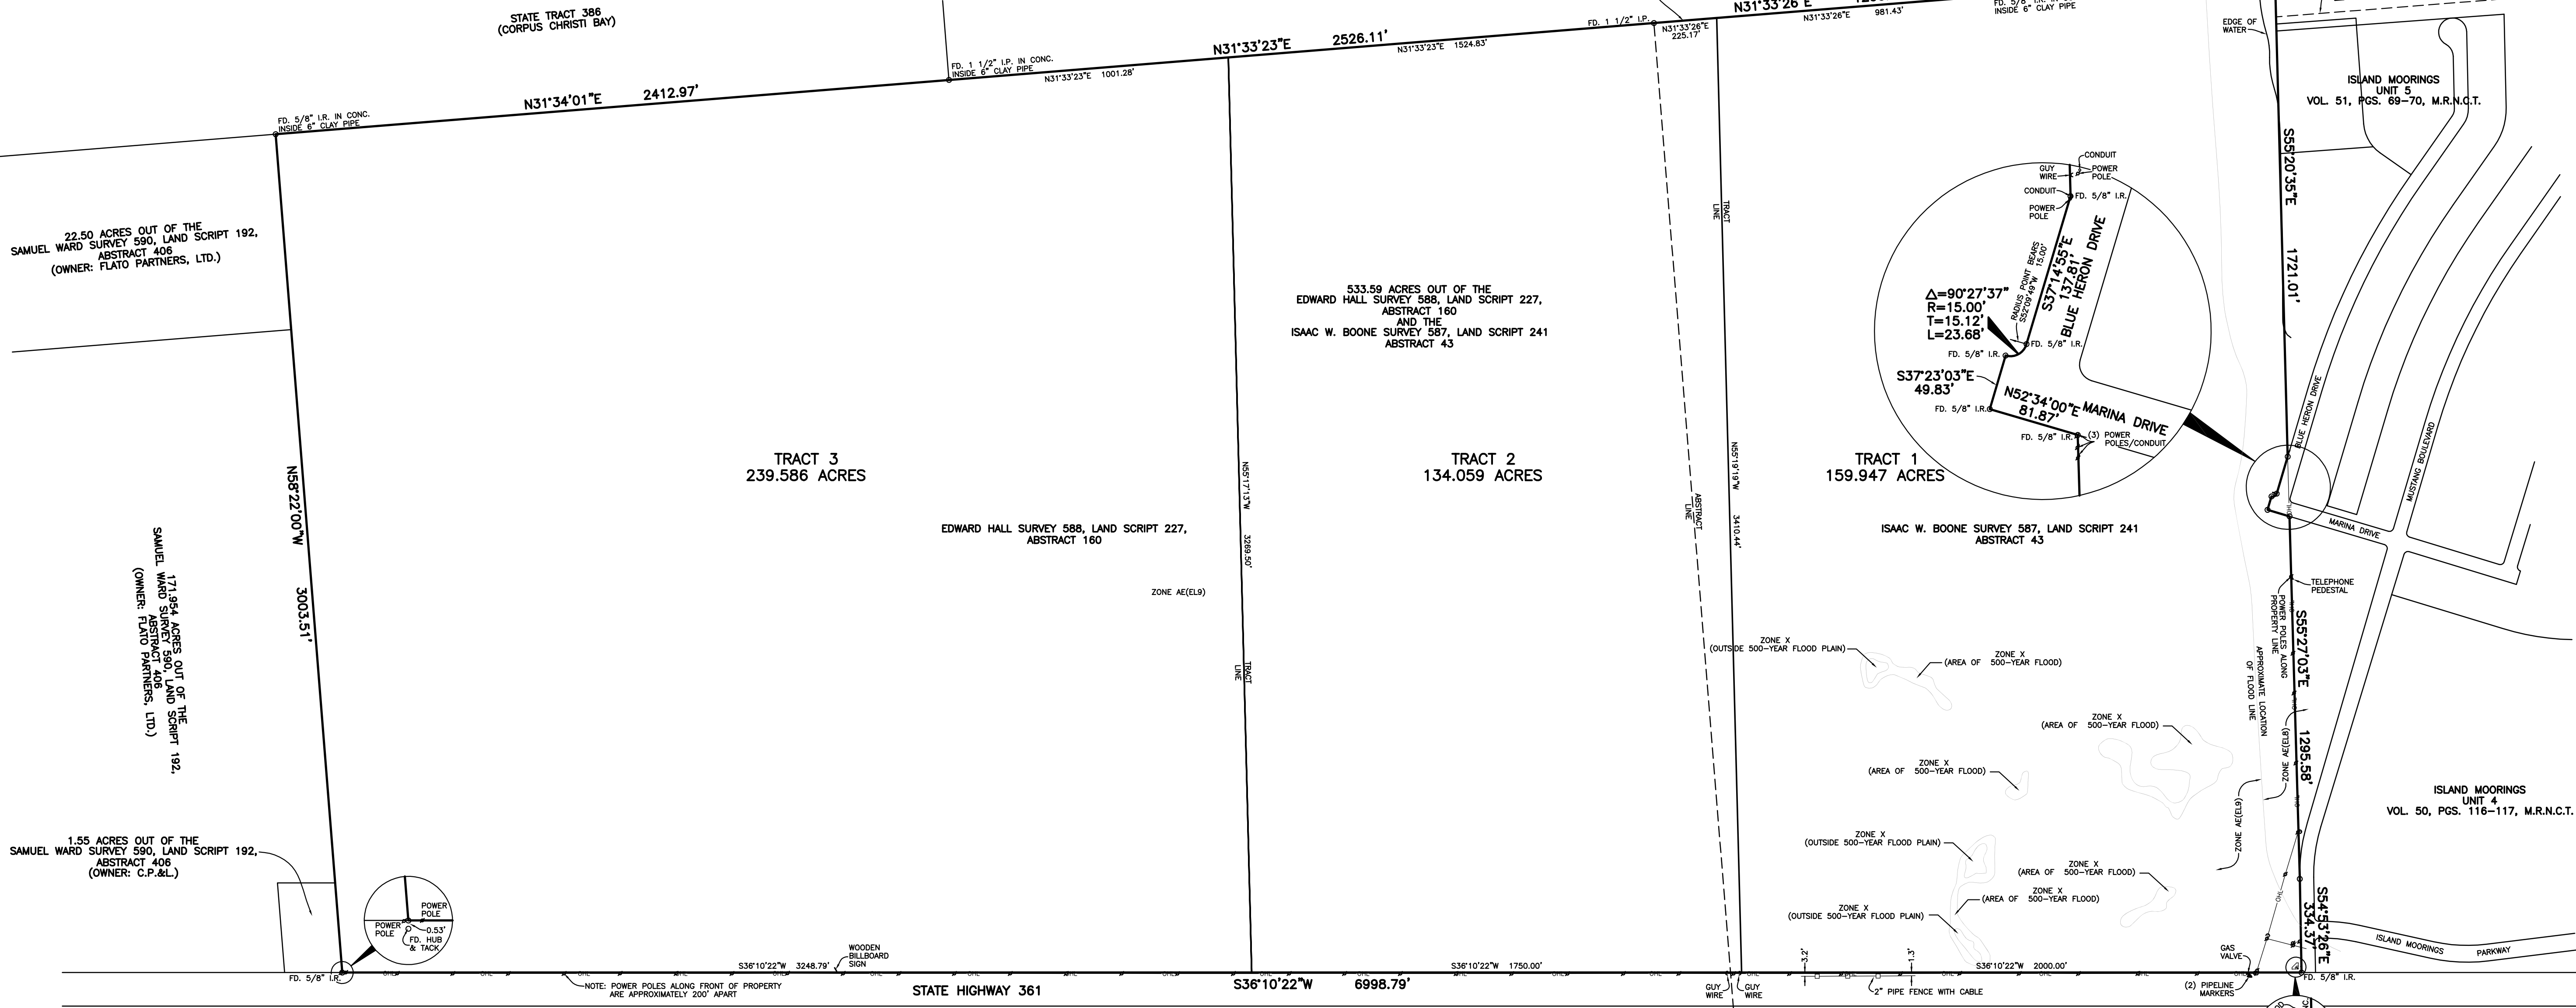 STATE TRACT 386
(CORPUS CHRISTI BAY)
FD. 5/8" I.R. IN CONC.
INSIDE 6" CLAY PIPE
N31°34'01"E 2412.97'
FD. 1 1/2" I.P. IN CONC.
INSIDE 6" CLAY PIPE
N31°33'23"E 1001.28'
N31°33'23"E 2526.11'
N31°33'23"E 1524.83'
FD. 1 1/2" I.P.
N31°33'26"E
225.17'
N31°33'26"E
N31°33'26"E 981.43'
INSIDE 6" CLAY PIPE
EDGE OF
WATER
ISLAND MOORINGS
UNIT 5
VOL. 51, PGS. 69-70, M.R.N.C.T.
S55°20'35"E 1721.01'
22.50 ACRES OUT OF THE
SAMUEL WARD SURVEY 590, LAND SCRIPT 192,
ABSTRACT 406
(OWNER: FLATO PARTNERS, LTD.)
N58°22'00"W 3003.51'
171.954 ACRES OUT OF THE
SAMUEL WARD SURVEY 590, LAND SCRIPT 192,
ABSTRACT 406
(OWNER: FLATO PARTNERS, LTD.)
1.55 ACRES OUT OF THE
SAMUEL WARD SURVEY 590, LAND SCRIPT 192,
ABSTRACT 406
(OWNER: C.P.&L.)
TRACT 3
239.586 ACRES
EDWARD HALL SURVEY 588, LAND SCRIPT 227,
ABSTRACT 160
ZONE AE(EL9)
N55°17'13"W 3269.50'
TRACT
LINE
533.59 ACRES OUT OF THE
EDWARD HALL SURVEY 588, LAND SCRIPT 227,
ABSTRACT 160
AND THE
ISAAC W. BOONE SURVEY 587, LAND SCRIPT 241
ABSTRACT 43
TRACT 2
134.059 ACRES
ABSTRACT
LINE
TRACT
LINE
N55°19'19"W 3410.44'
TRACT 1
159.947 ACRES
ISAAC W. BOONE SURVEY 587, LAND SCRIPT 241
ABSTRACT 43
CONDUIT
GUY
WIRE
POWER
POLE
CONDUIT
FD. 5/8" I.R.
POWER
POLE
S37°14'55"E
137.81'
BLUE HERON DRIVE
RADIUS POINT BEARS
S52°09'49"W 15.00'
Δ=90°27'37"
R=15.00'
T=15.12'
L=23.68'
FD. 5/8" I.R.
FD. 5/8" I.R.
S37°23'03"E
49.83'
FD. 5/8" I.R.
N52°34'00"E
81.87'
MARINA DRIVE
FD. 5/8" I.R.
(3) POWER
POLES/CONDUIT
BLUE HERON DRIVE
MUSTANG BOULEVARD
MARINA DRIVE
OHL
TELEPHONE
PEDESTAL
POWER POLES ALONG
PROPERTY LINE
S55°27'03"E 1295.58'
APPROXIMATE LOCATION
OF FLOOD LINE
ZONE AE(EL8)
ZONE AE(EL9)
ZONE X
(OUTSIDE 500-YEAR FLOOD PLAIN)
ZONE X
(AREA OF 500-YEAR FLOOD)
ZONE X
(AREA OF 500-YEAR FLOOD)
ZONE X
(AREA OF 500-YEAR FLOOD)
ZONE X
(OUTSIDE 500-YEAR FLOOD PLAIN)
ZONE X
(AREA OF 500-YEAR FLOOD)
ZONE X
(AREA OF 500-YEAR FLOOD)
ZONE X
(OUTSIDE 500-YEAR FLOOD PLAIN)
ISLAND MOORINGS
UNIT 4
VOL. 50, PGS. 116-117, M.R.N.C.T.
S54°53'26"E
334.37'
ISLAND MOORINGS PARKWAY
OHL
GAS
VALVE
(2) PIPELINE
MARKERS
FD. 5/8" I.R.
POWER
POLE
POWER
POLE
0.53'
FD. HUB
& TACK
FD. 5/8" I.R.
S36°10'22"W 3248.79'
WOODEN
BILLBOARD
SIGN
NOTE: POWER POLES ALONG FRONT OF PROPERTY
ARE APPROXIMATELY 200' APART
STATE HIGHWAY 361
S36°10'22"W 6998.79'
S36°10'22"W 1750.00'
GUY
WIRE
GUY
WIRE
3.2'
1.3'
2" PIPE FENCE WITH CABLE
S36°10'22"W 2000.00'